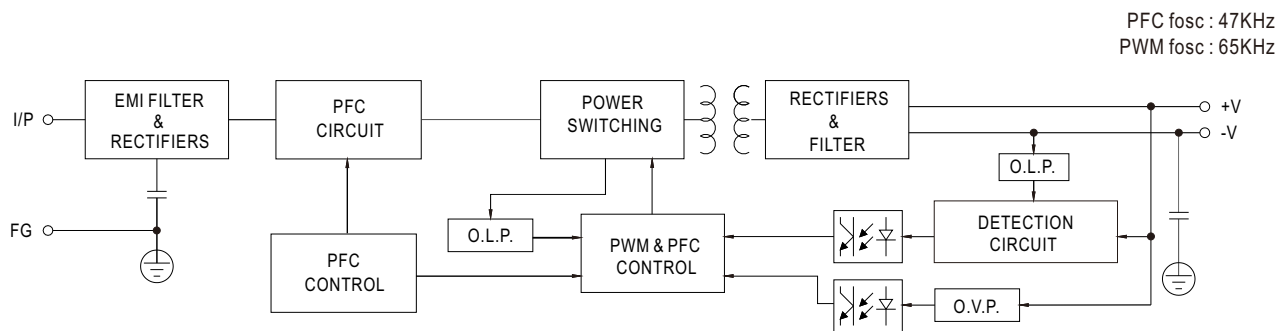 PFC fosc : 47KHz
PWM fosc : 65KHz
I/P
EMI FILTER
&
RECTIFIERS
PFC
CIRCUIT
POWER
SWITCHING
RECTIFIERS
&
FILTER
+V
-V
O.L.P.
FG
O.L.P.
DETECTION
CIRCUIT
PWM & PFC
CONTROL
PFC
CONTROL
O.V.P.